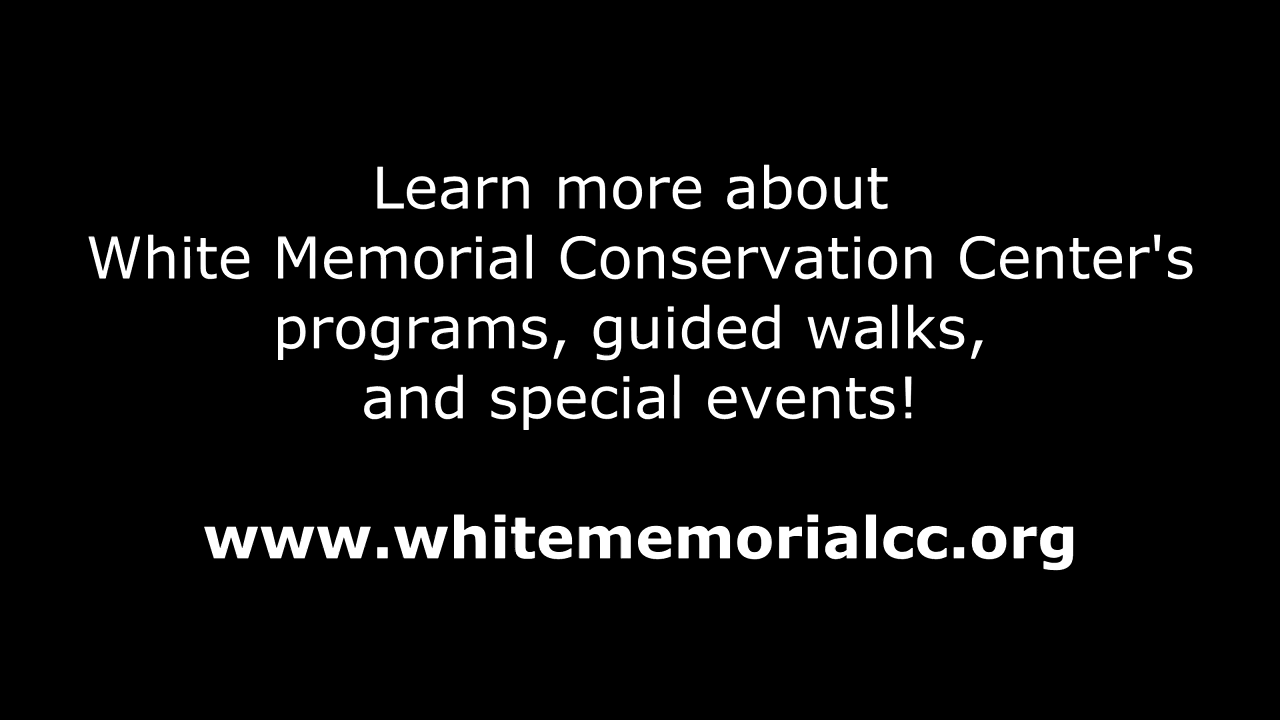 Learn more about
White Memorial Conservation Center's
programs, guided walks,
and special events!
www.whitememorialcc.org